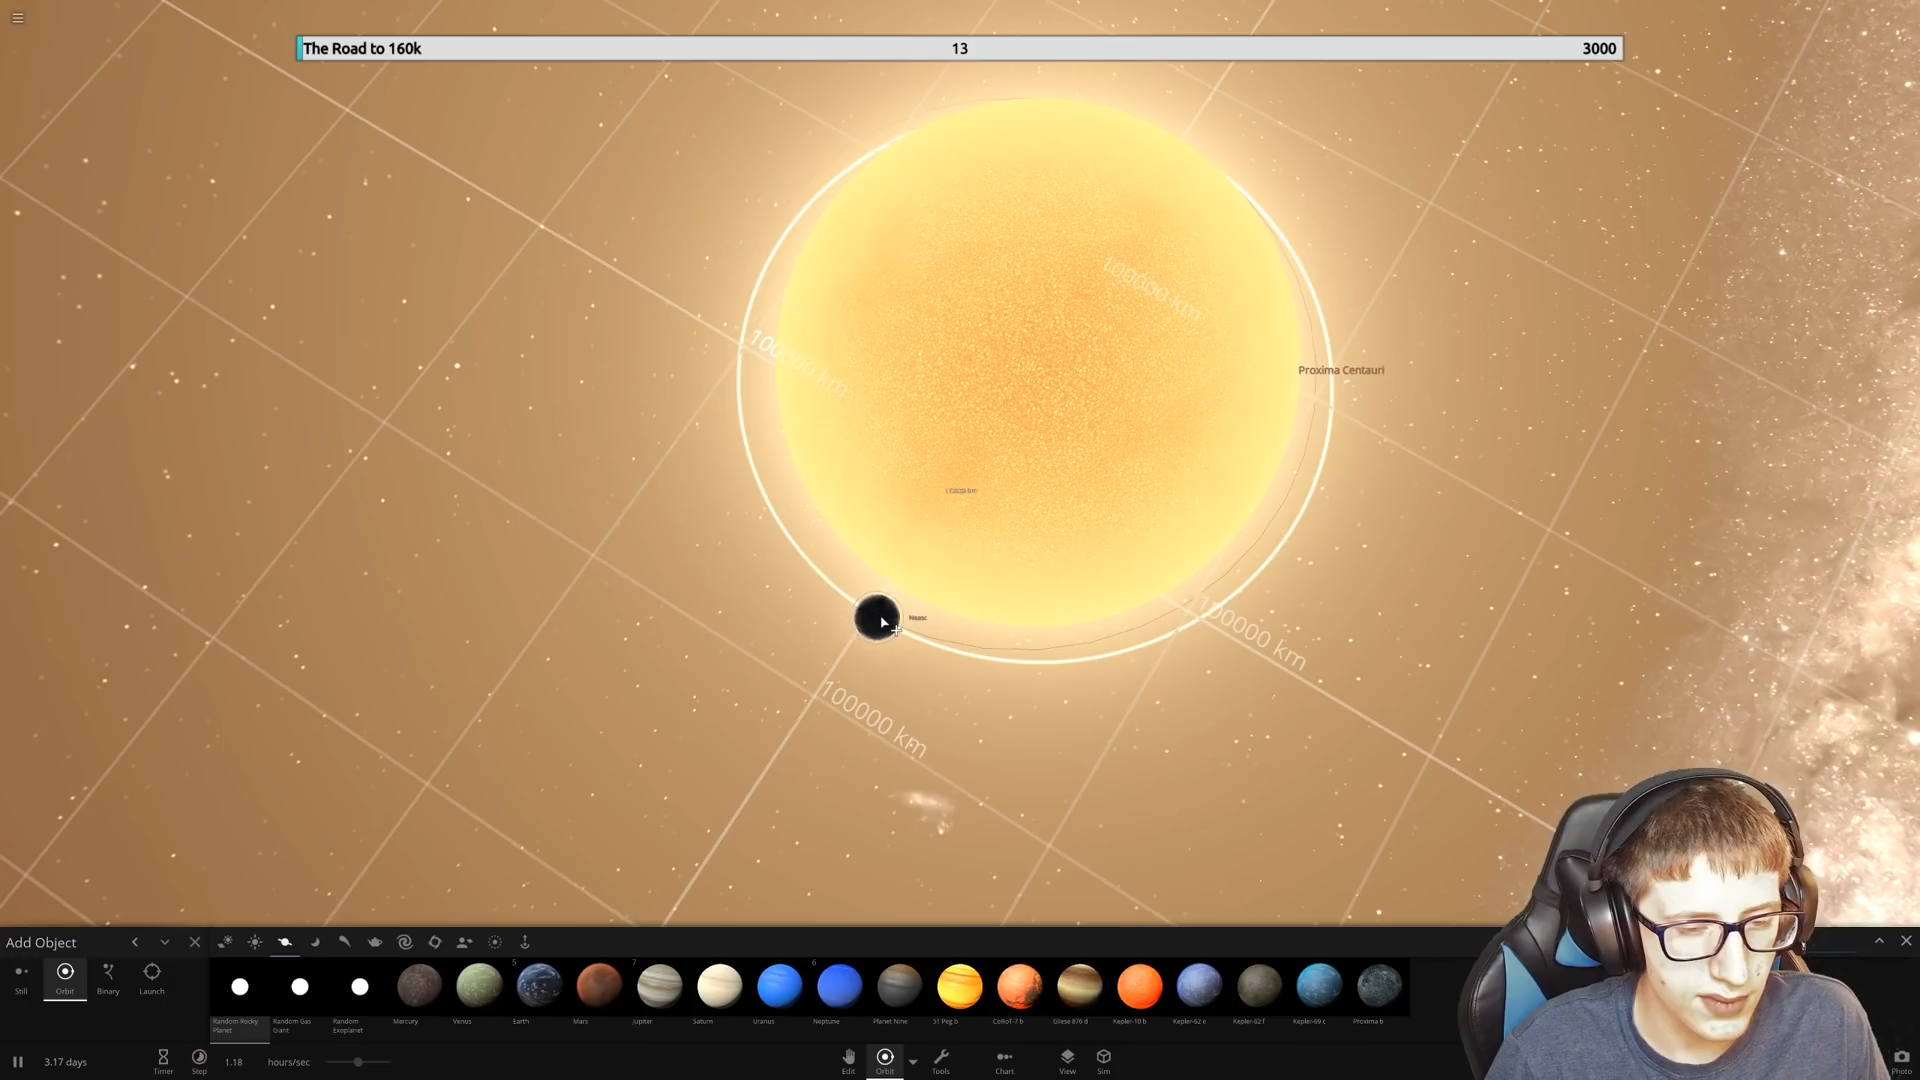 The Road to 160k 13 3000
100000 km
100000 km
Proxima Centauri
100000 km
100000 km
Add Object
Still Orbit Binary Launch
5 7 6
Random Rocky Planet
Random Gas Giant
Random Exoplanet
Mercury
Venus
Earth
Mars
Jupiter
Saturn
Uranus
Neptune
Planet Nine
51 Peg b
CoRoT-7 b
Gliese 876 d
Kepler-10 b
Kepler-62 e
Kepler-62 f
Kepler-69 c
Proxima b
3.17 days
Timer
Step
1.18 hours/sec
Edit
Orbit
Tools
Chart
View
Sim
Photo